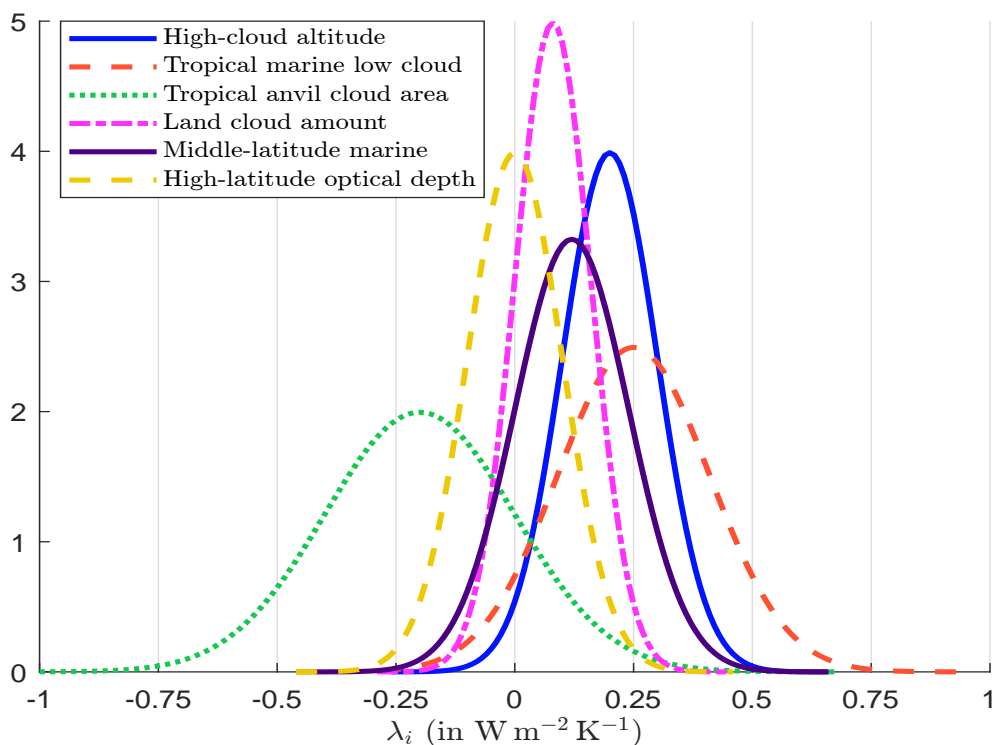 5
High-cloud altitude
Tropical marine low cloud
Tropical anvil cloud area
Land cloud amount
Middle-latitude marine
High-latitude optical depth
4
3
2
1
0
-1 -0.75 -0.5 -0.25 0 0.25 0.5 0.75 1
λᵢ (in W m⁻² K⁻¹)